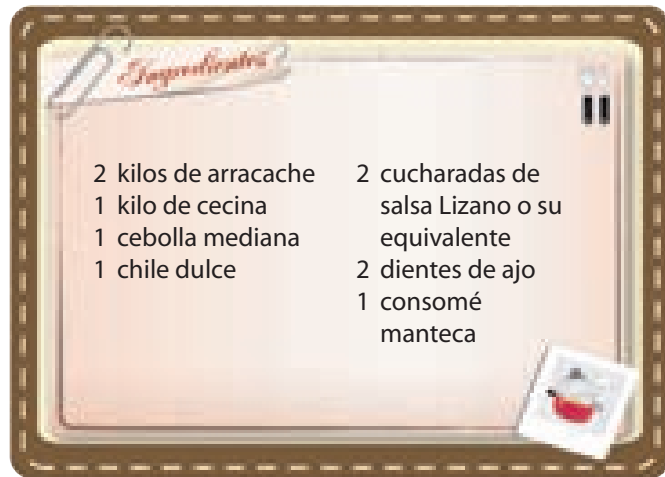 Ingredientes
2 kilos de arracache
1 kilo de cecina
1 cebolla mediana
1 chile dulce
2 cucharadas de
salsa Lizano o su
equivalente
2 dientes de ajo
1 consomé
manteca